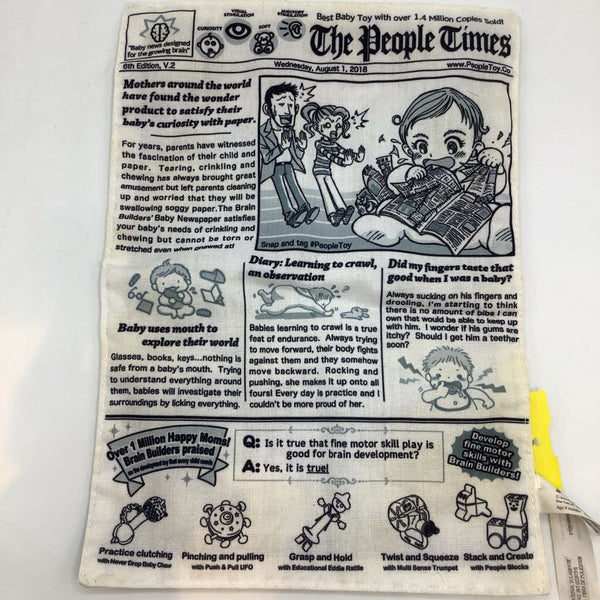 Best Baby Toy with over 1.4 Million Copies Sold!
VISUAL STIMULATION
AUDITORY STIMULATION
CURIOSITY
SOFT
"Baby news designed
for the growing brain"
The People Times
6th Edition, V.2
Wednesday, August 1, 2018
www.PeopleToy.Co
Mothers around the world
have found the wonder
product to satisfy their
baby's curiosity with paper.
For years, parents have witnessed
the fascination of their child and
paper. Tearing, crinkling and
chewing has always brought great
amusement but left parents cleaning
up and worried that they will be
swallowing soggy paper.The Brain
Builders' Baby Newspaper satisfies
your baby's needs of crinkling and
chewing but cannot be torn or
stretched even when gnawed at!
Snap and tag #PeopleToy
Baby uses mouth to
explore their world
Glasses, books, keys...nothing is
safe from a baby's mouth. Trying
to understand everything around
them, babies will investigate their
surroundings by licking everything.
Diary: Learning to crawl,
an observation
Babies learning to crawl is a true
feat of endurance. Always trying
to move forward, their body fights
against them and they somehow
move backward. Rocking and
pushing, she makes it up onto all
fours! Every day is practice and I
couldn't be more proud of her.
Did my fingers taste that
good when I was a baby?
Always sucking on his fingers and
drooling. I'm starting to think
there is no amount of bibs I can
own that would be able to keep up
with him. I wonder if his gums are
itchy? Should I get him a teether
soon?
Over 1 Million Happy Moms!
Brain Builders praised
Q: Is it true that fine motor skill play is
good for brain development?
A: Yes, it is true!
Develop
fine motor
skills with
Brain Builders!
Practice clutching
with Never Drop Baby Chew
Pinching and pulling
with Push & Pull UFO
Grasp and Hold
with Educational Eddie Rattle
Twist and Squeeze
with Multi Sense Trumpet
Stack and Create
with People Blocks